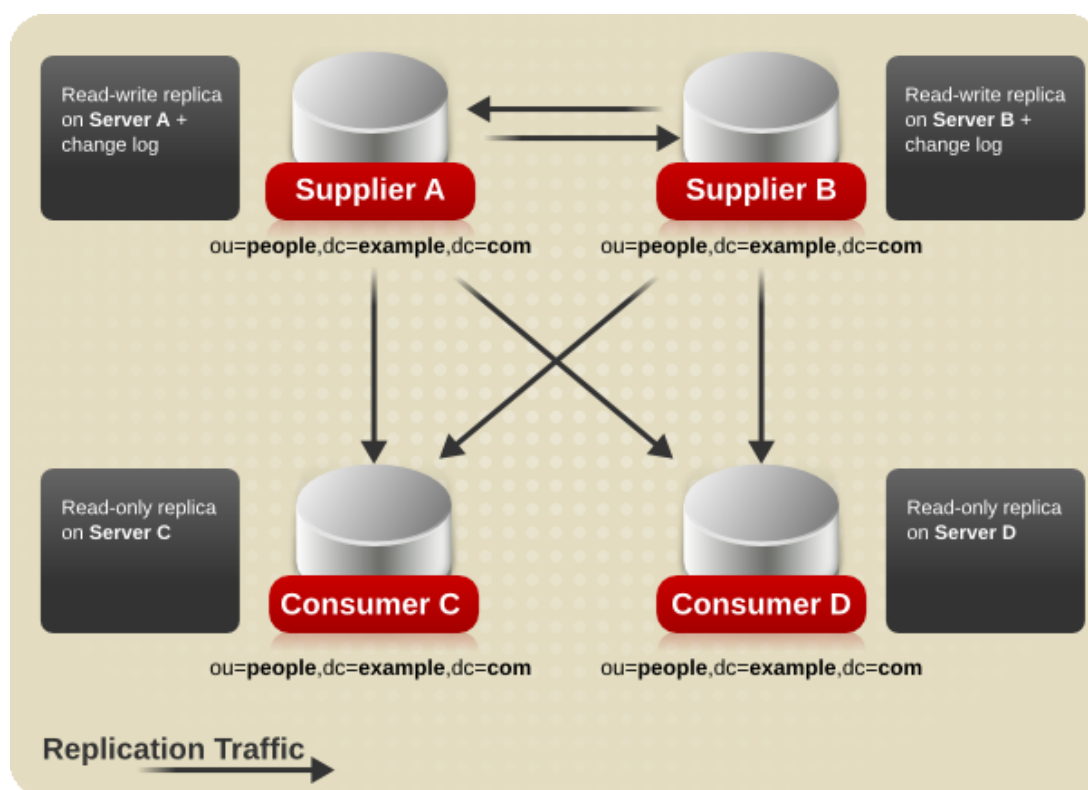 Read-write replica
on Server A +
change log
Supplier A
ou=people,dc=example,dc=com
Supplier B
ou=people,dc=example,dc=com
Read-write replica
on Server B +
change log
Read-only replica
on Server C
Consumer C
ou=people,dc=example,dc=com
Consumer D
ou=people,dc=example,dc=com
Read-only replica
on Server D
Replication Traffic